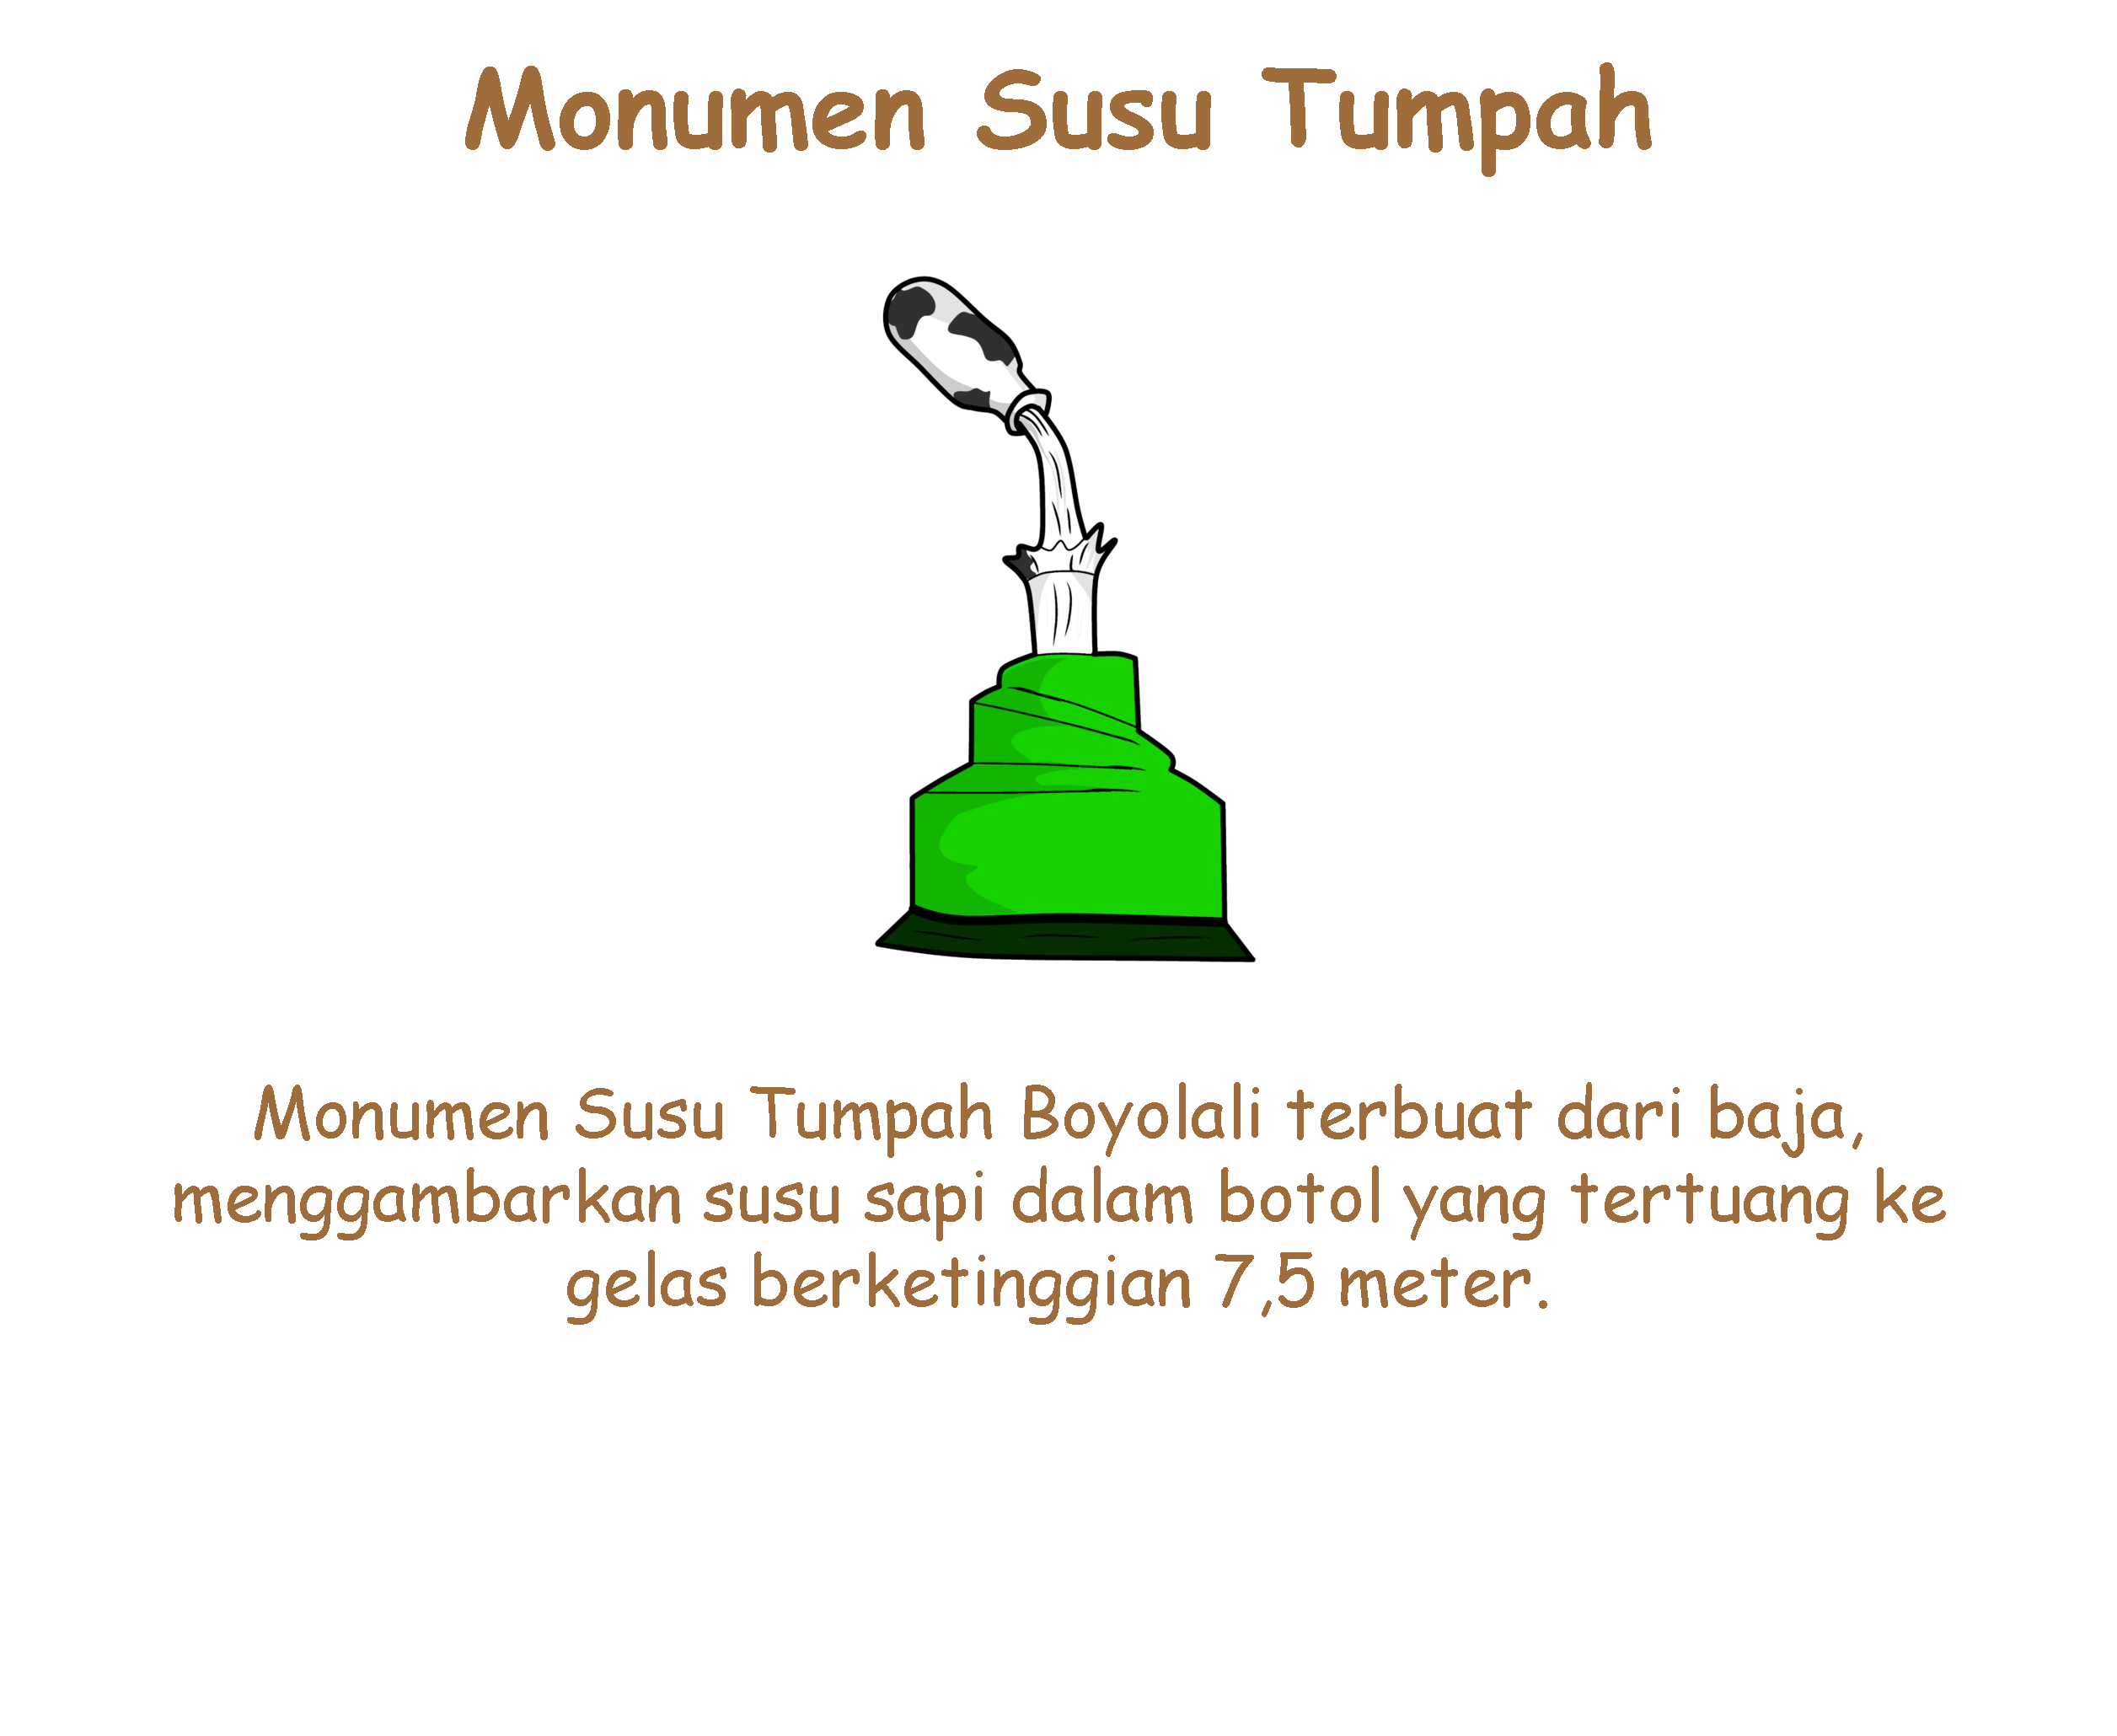 Monumen Susu Tumpah
Monumen Susu Tumpah Boyolali terbuat dari baja,
menggambarkan susu sapi dalam botol yang tertuang ke
gelas berketinggian 7,5 meter.